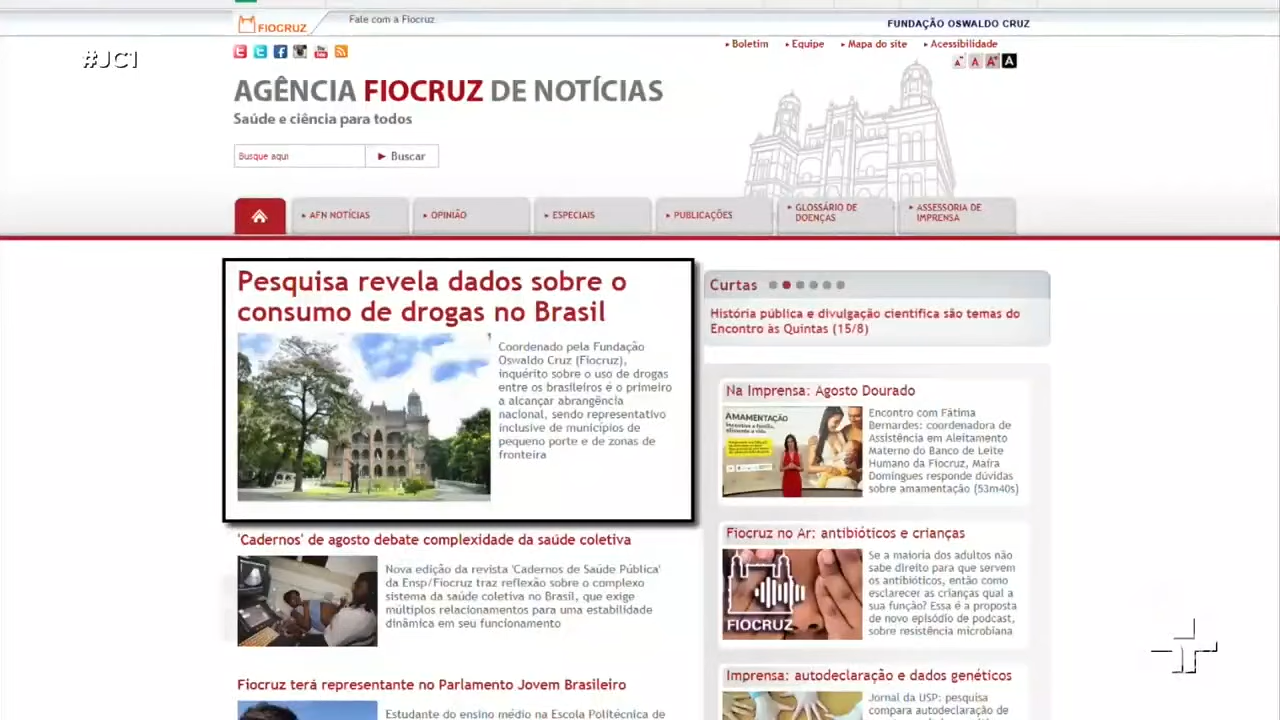 FIOCRUZ
Fale com a Fiocruz
FUNDAÇÃO OSWALDO CRUZ
#JC1
Boletim
Equipe
Mapa do site
Acessibilidade
A- A A+ A
AGÊNCIA FIOCRUZ DE NOTÍCIAS
Saúde e ciência para todos
Busque aqui
Buscar
AFN NOTÍCIAS
OPINIÃO
ESPECIAIS
PUBLICAÇÕES
GLOSSÁRIO DE
DOENÇAS
ASSESSORIA DE
IMPRENSA
Pesquisa revela dados sobre o
consumo de drogas no Brasil
Coordenado pela Fundação
Oswaldo Cruz (Fiocruz),
inquérito sobre o uso de drogas
entre os brasileiros é o primeiro
a alcançar abrangência
nacional, sendo representativo
inclusive de municípios de
pequeno porte e de zonas de
fronteira
'Cadernos' de agosto debate complexidade da saúde coletiva
Nova edição da revista 'Cadernos de Saúde Pública'
da Ensp/Fiocruz traz reflexão sobre o complexo
sistema da saúde coletiva no Brasil, que exige
múltiplos relacionamentos para uma estabilidade
dinâmica em seu funcionamento
Fiocruz terá representante no Parlamento Jovem Brasileiro
Estudante do ensino médio na Escola Politécnica de
Curtas
História pública e divulgação científica são temas do
Encontro às Quintas (15/8)
Na Imprensa: Agosto Dourado
AMAMENTAÇÃO
Encontro com Fátima
Bernardes: coordenadora de
Assistência em Aleitamento
Materno do Banco de Leite
Humano da Fiocruz, Maíra
Domingues responde dúvidas
sobre amamentação (53m40s)
Fiocruz no Ar: antibióticos e crianças
FIOCRUZ
Se a maioria dos adultos não
sabe direito para que servem
os antibióticos, então como
esclarecer as crianças qual a
sua função? Essa é a proposta
de novo episódio de podcast,
sobre resistência microbiana
Imprensa: autodeclaração e dados genéticos
Jornal da USP: pesquisa
compara autodeclaração de